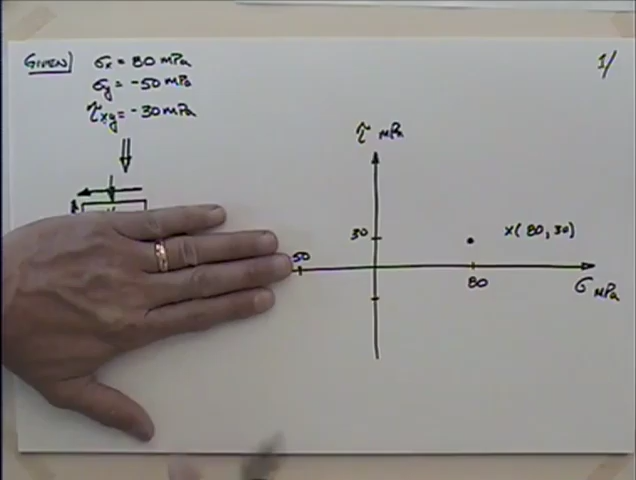 GIVEN)
σx = 80 MPa
σy = -50 MPa
τxy = -30 MPa
1/
τ MPa
30
x(80, 30)
50
80
σ MPa